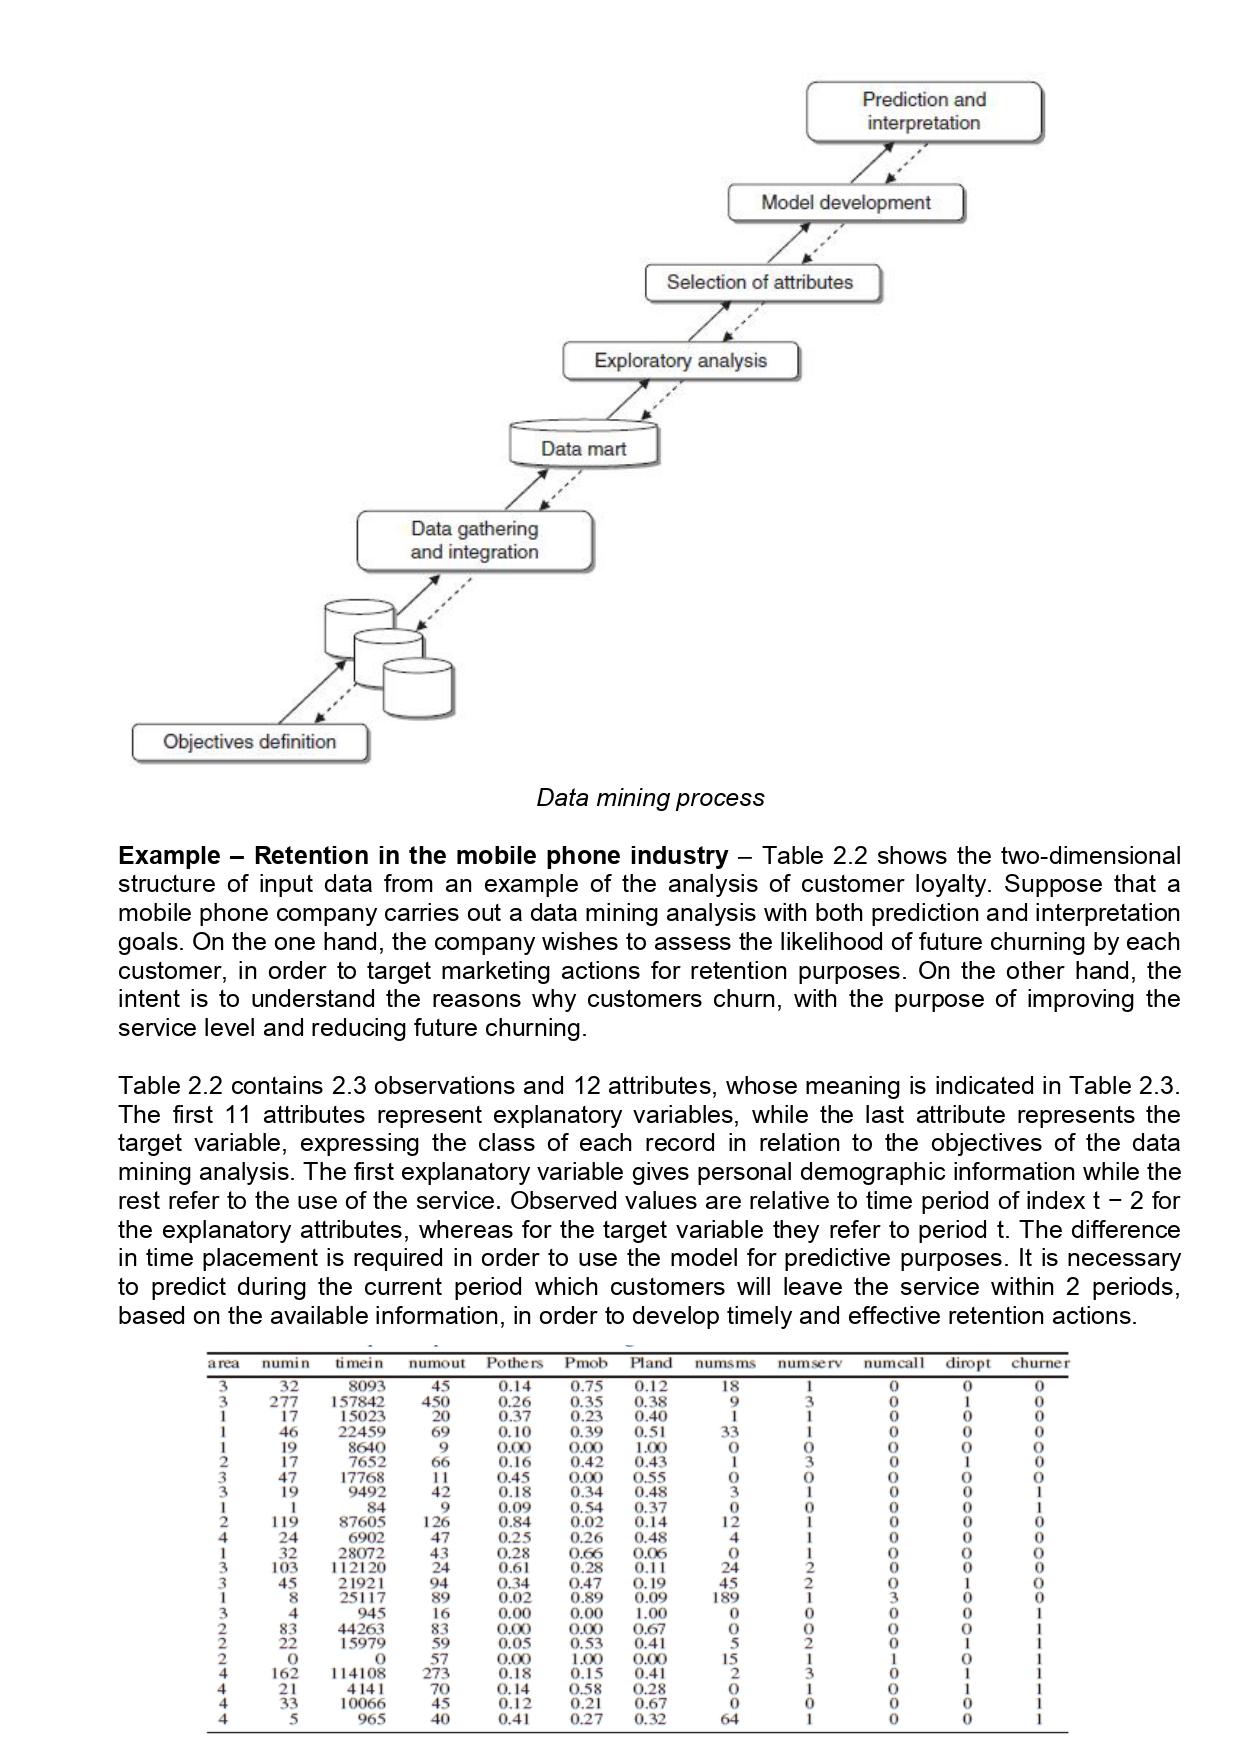 Prediction and
interpretation
Model development
Selection of attributes
Exploratory analysis
Data mart
Data gathering
and integration
Objectives definition
Data mining process
Example – Retention in the mobile phone industry – Table 2.2 shows the two-dimensional
structure of input data from an example of the analysis of customer loyalty. Suppose that a
mobile phone company carries out a data mining analysis with both prediction and interpretation
goals. On the one hand, the company wishes to assess the likelihood of future churning by each
customer, in order to target marketing actions for retention purposes. On the other hand, the
intent is to understand the reasons why customers churn, with the purpose of improving the
service level and reducing future churning.
Table 2.2 contains 2.3 observations and 12 attributes, whose meaning is indicated in Table 2.3.
The first 11 attributes represent explanatory variables, while the last attribute represents the
target variable, expressing the class of each record in relation to the objectives of the data
mining analysis. The first explanatory variable gives personal demographic information while the
rest refer to the use of the service. Observed values are relative to time period of index t − 2 for
the explanatory attributes, whereas for the target variable they refer to period t. The difference
in time placement is required in order to use the model for predictive purposes. It is necessary
to predict during the current period which customers will leave the service within 2 periods,
based on the available information, in order to develop timely and effective retention actions.
area numin timein numout Pothers Pmob Pland numsms numserv numcall diropt churner
3 32 8093 45 0.14 0.75 0.12 18 1 0 0 0
3 277 157842 450 0.26 0.35 0.38 9 3 0 1 0
1 17 15023 20 0.37 0.23 0.40 1 1 0 0 0
1 46 22459 69 0.10 0.39 0.51 33 1 0 0 0
1 19 8640 9 0.00 0.00 1.00 0 0 0 0 0
2 17 7652 66 0.16 0.42 0.43 1 3 0 1 0
3 47 17768 11 0.45 0.00 0.55 0 0 0 0 0
3 19 9492 42 0.18 0.34 0.48 3 1 0 0 1
1 1 84 9 0.09 0.54 0.37 0 0 0 0 1
2 119 87605 126 0.84 0.02 0.14 12 1 0 0 0
4 24 6902 47 0.25 0.26 0.48 4 1 0 0 0
1 32 28072 43 0.28 0.66 0.06 0 1 0 0 0
3 103 112120 24 0.61 0.28 0.11 24 2 0 0 0
3 45 21921 94 0.34 0.47 0.19 45 2 0 1 0
1 8 25117 89 0.02 0.89 0.09 189 1 3 0 0
3 4 945 16 0.00 0.00 1.00 0 0 0 0 1
2 83 44263 83 0.00 0.00 0.67 0 0 0 0 1
2 22 15979 59 0.05 0.53 0.41 5 2 0 1 1
2 0 0 57 0.00 1.00 0.00 15 1 1 0 1
4 162 114108 273 0.18 0.15 0.41 2 3 0 1 1
4 21 4141 70 0.14 0.58 0.28 0 1 0 1 1
4 33 10066 45 0.12 0.21 0.67 0 0 0 0 1
4 5 965 40 0.41 0.27 0.32 64 1 0 0 1